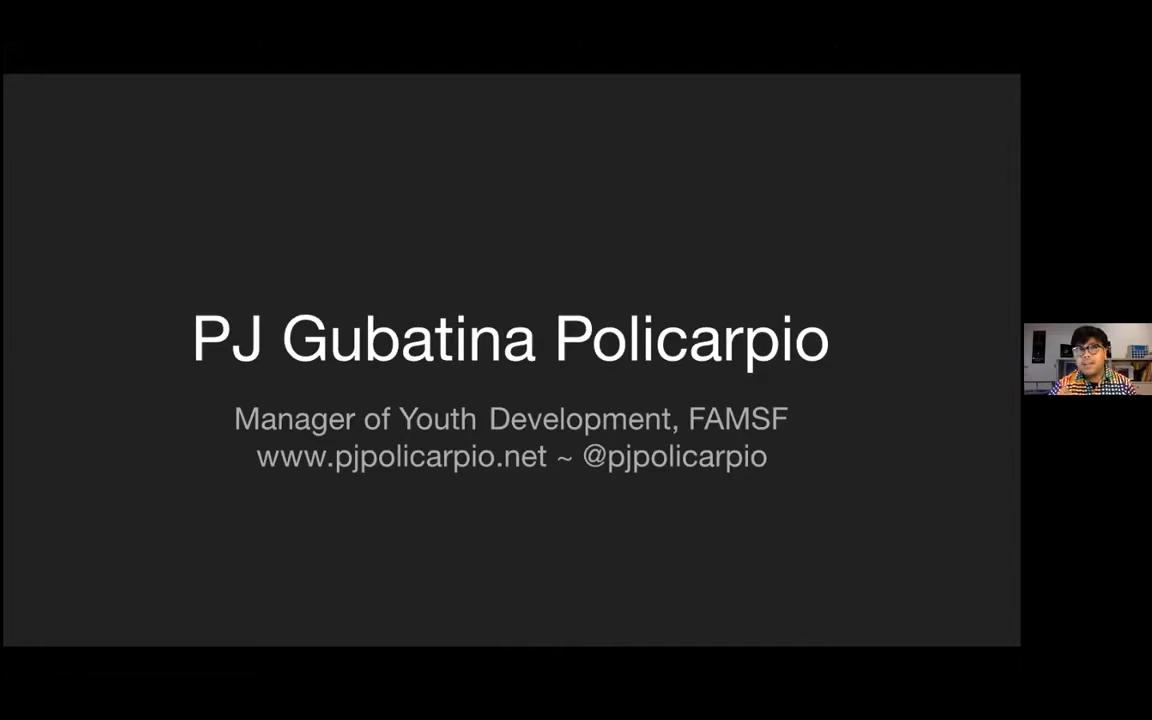 PJ Gubatina Policarpio
Manager of Youth Development, FAMSF
www.pjpolicarpio.net ~ @pjpolicarpio